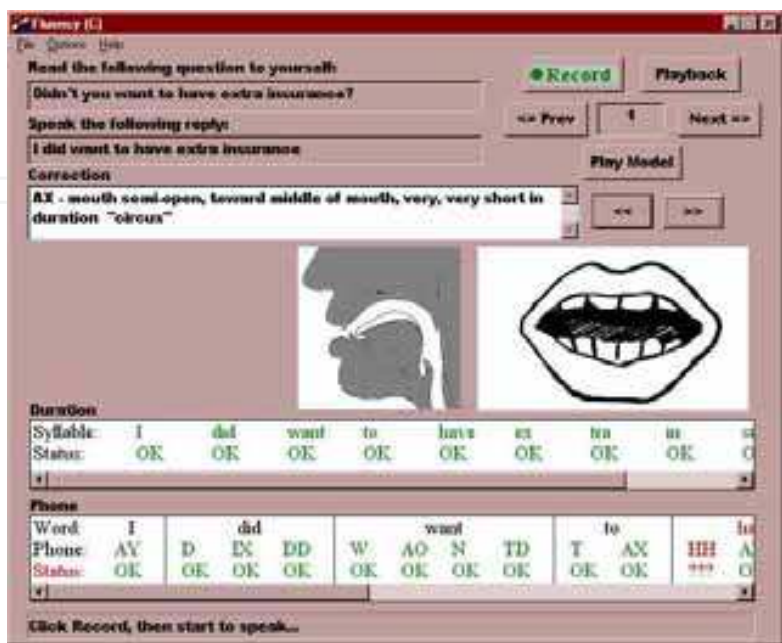 Fluency (C)
File Options Help
Read the following question to yourself:
Didn't you want to have extra insurance?
Speak the following reply:
I did want to have extra insurance
Correction
AX - mouth semi-open, toward middle of mouth, very, very short in
duration "circus"
Record Playback
<= Prev 1 Next =>
Play Model
<< >>
Duration
Syllable: I did want to have ex tra in
Status: OK OK OK OK OK OK OK OK O
Phone
Word I did want to ha
Phone: AY D IX DD W AO N TD T AX HH A
Status: OK OK OK OK OK OK OK OK OK OK ??? O
Click Record, then start to speak...